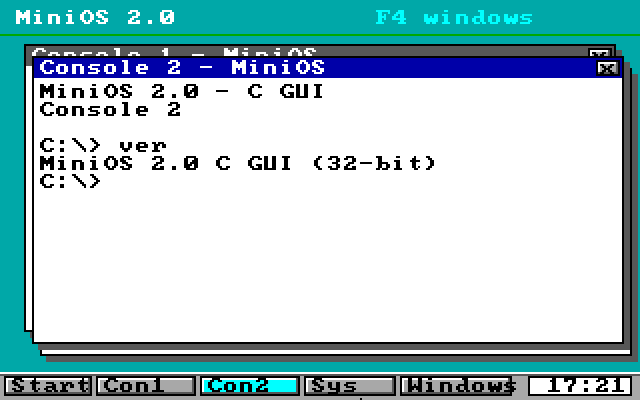 MiniOS 2.0 F4 windows
Console 1 - MiniOS
Console 2 - MiniOS
MiniOS 2.0 - C GUI
Console 2
C:\> ver
MiniOS 2.0 C GUI (32-bit)
C:\>
Start Con1 Con2 Sys Windows 17:21